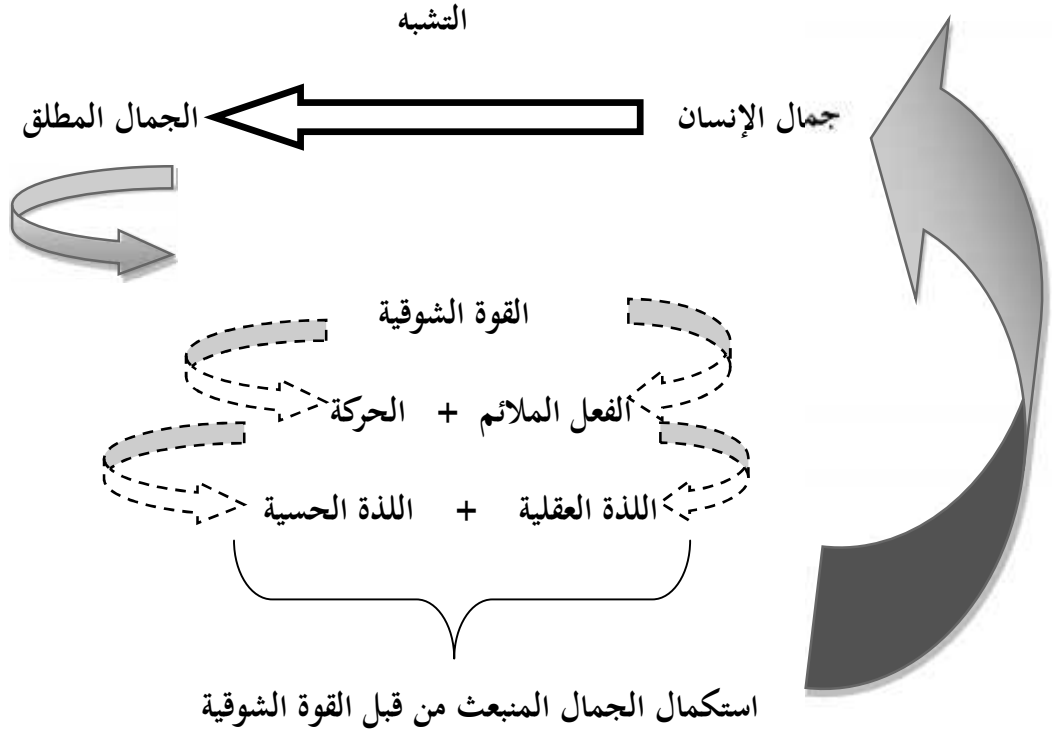 التشبه
جمال الإنسان الجمال المطلق
القوة الشوقية
الفعل الملائم + الحركة
اللذة العقلية + اللذة الحسية
استكمال الجمال المنبعث من قبل القوة الشوقية